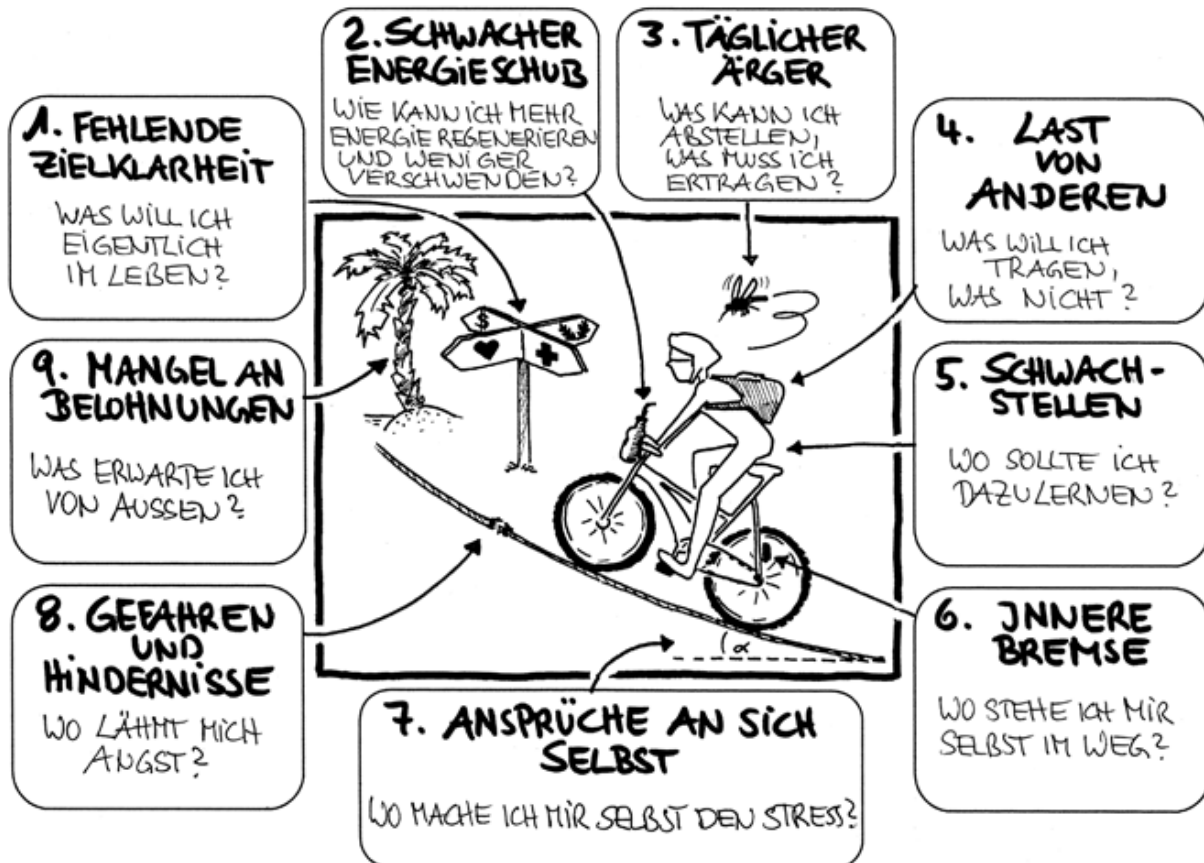 1. FEHLENDE
ZIELKLARHEIT
WAS WILL ICH
EIGENTLICH
IM LEBEN?
2. SCHWACHER
ENERGIESCHUß
WIE KANN ICH MEHR
ENERGIE REGENERIEREN
UND WENIGER
VERSCHWENDEN?
3. TÄGLICHER
ÄRGER
WAS KANN ICH
ABSTELLEN,
WAS MUSS ICH
ERTRAGEN?
4. LAST
VON
ANDEREN
WAS WILL ICH
TRAGEN,
WAS NICHT?
5. SCHWACH-
STELLEN
WO SOLLTE ICH
DAZULERNEN?
6. INNERE
BREMSE
WO STEHE ICH MIR
SELBST IM WEG?
7. ANSPRÜCHE AN SICH
SELBST
WO MACHE ICH MIR SELBST DEN STRESS?
8. GEFAHREN
UND
HINDERNISSE
WO LÄHMT MICH
ANGST?
9. MANGEL AN
BELOHNUNGEN
WAS ERWARTE ICH
VON AUSSEN?
$
α